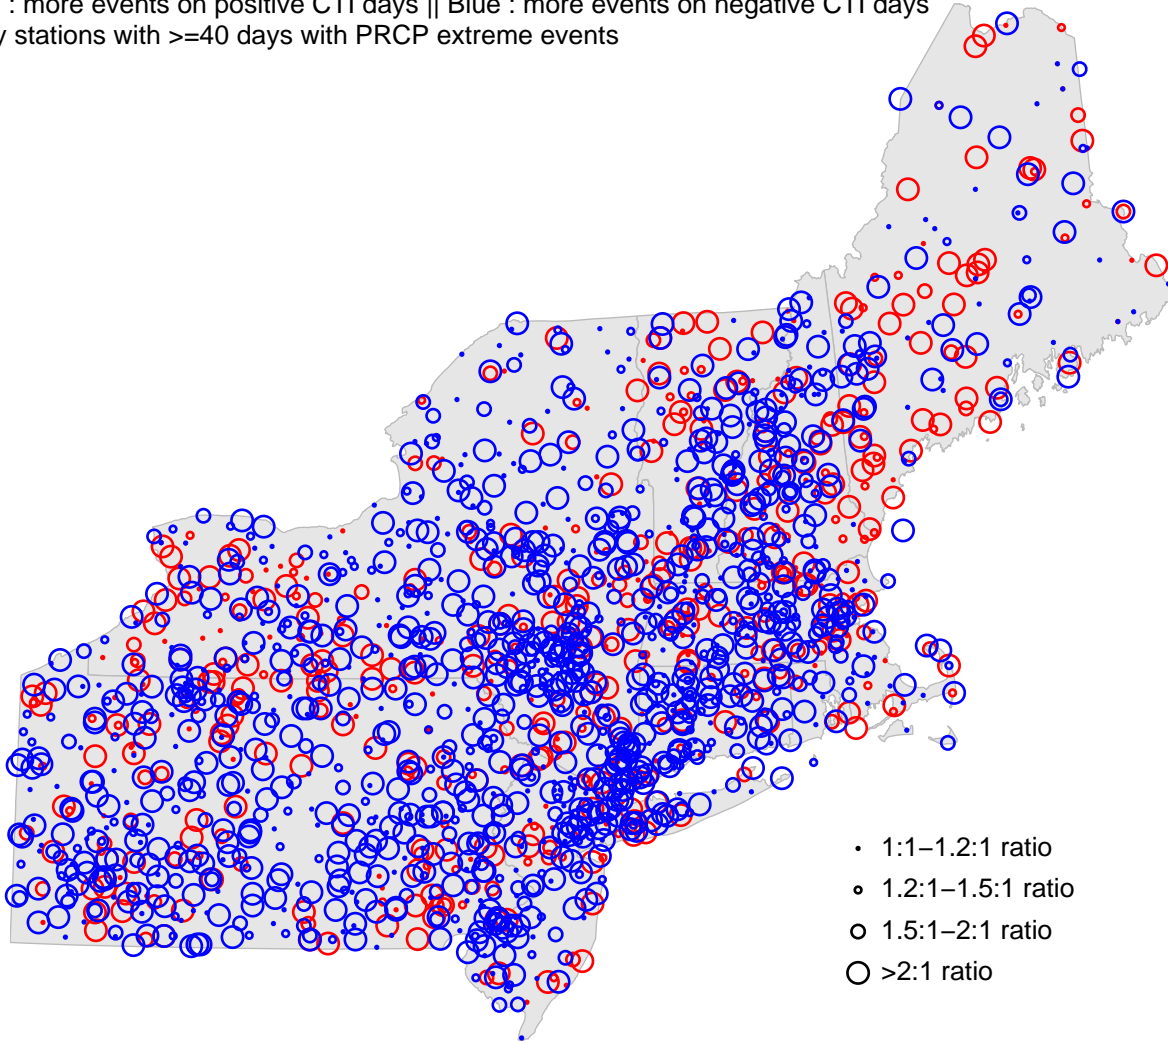 : more events on positive CTI days || Blue : more events on negative CTI days
y stations with >=40 days with PRCP extreme events
1:1−1.2:1 ratio
1.2:1−1.5:1 ratio
1.5:1−2:1 ratio
>2:1 ratio